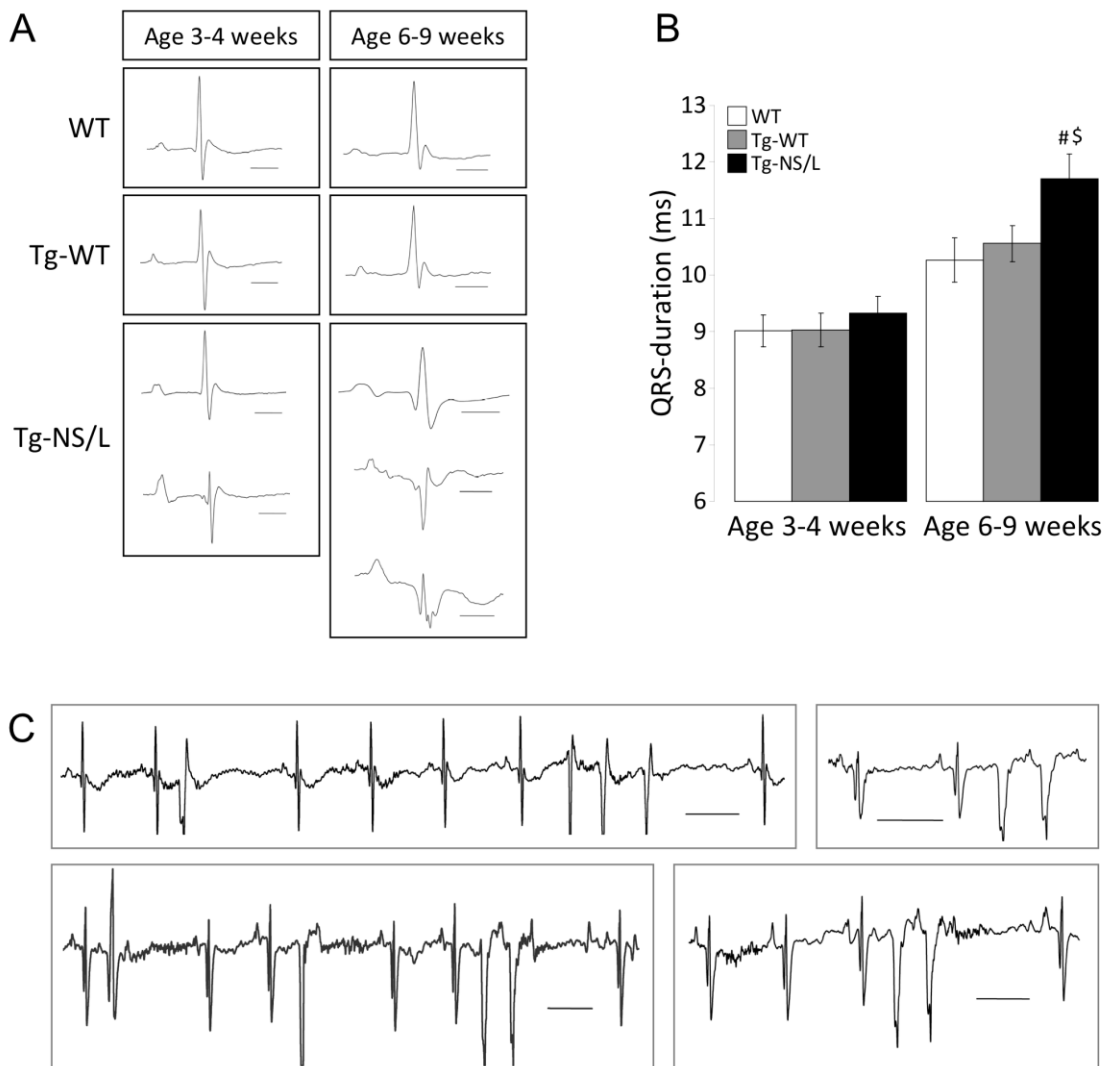 A
Age 3-4 weeks
Age 6-9 weeks
WT
Tg-WT
Tg-NS/L
B
13
12
11
10
9
8
7
6
QRS-duration (ms)
WT
Tg-WT
Tg-NS/L
#$
Age 3-4 weeks
Age 6-9 weeks
C